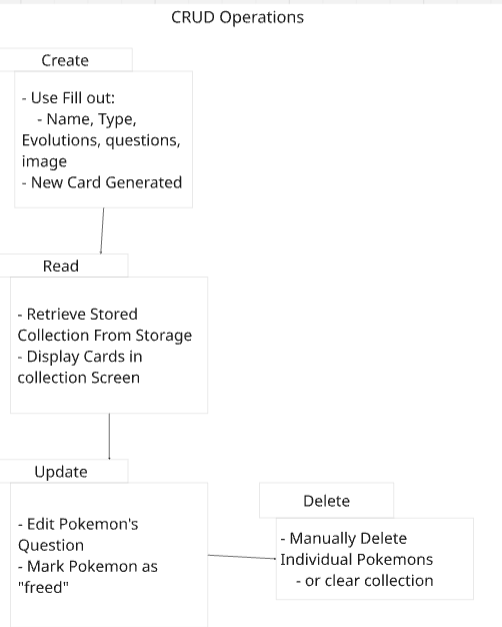 CRUD Operations
Create
- Use Fill out:
- Name, Type,
Evolutions, questions,
image
- New Card Generated
Read
- Retrieve Stored
Collection From Storage
- Display Cards in
collection Screen
Update
- Edit Pokemon's
Question
- Mark Pokemon as
"freed"
Delete
- Manually Delete
Individual Pokemons
- or clear collection